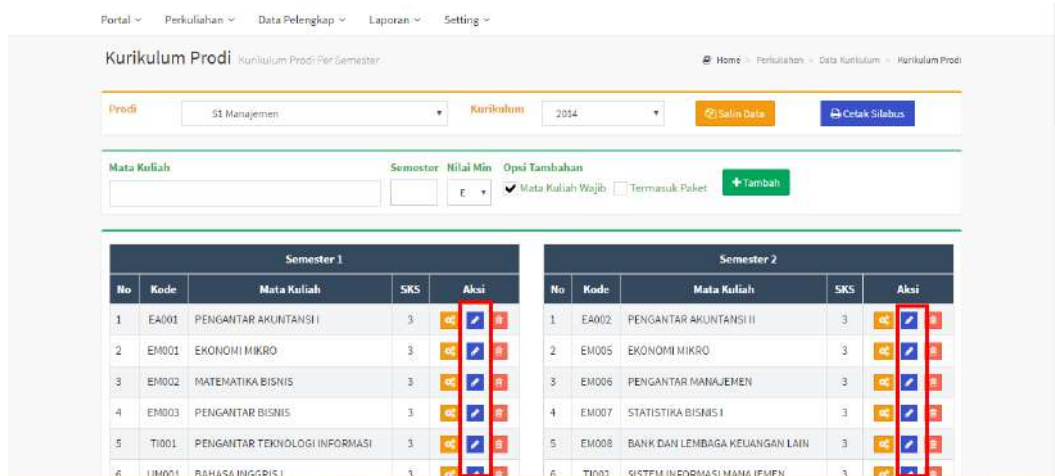 Portal Perkuliahan Data Pelengkap Laporan Setting
Kurikulum Prodi Kurikulum Prodi Per Semester
Home > Perkuliahan > Data Kurikulum > Kurikulum Prodi
Prodi S1 Manajemen Kurikulum 2014 Salin Data Cetak Silabus
Mata Kuliah Semester Nilai Min Opsi Tambahan
E Mata Kuliah Wajib Termasuk Paket +Tambah
Semester 1
No Kode Mata Kuliah SKS Aksi
1 EA001 PENGANTAR AKUNTANSI I 3
2 EM001 EKONOMI MIKRO 3
3 EM002 MATEMATIKA BISNIS 3
4 EM003 PENGANTAR BISNIS 3
5 TI001 PENGANTAR TEKNOLOGI INFORMASI 3
6 UM001 BAHASA INGGRIS I 3
Semester 2
No Kode Mata Kuliah SKS Aksi
1 EA002 PENGANTAR AKUNTANSI II 3
2 EM005 EKONOMI MIKRO 3
3 EM006 PENGANTAR MANAJEMEN 3
4 EM007 STATISTIKA BISNIS I 3
5 EM008 BANK DAN LEMBAGA KEUANGAN LAIN 3
6 TI002 SISTEM INFORMASI MANAJEMEN 3